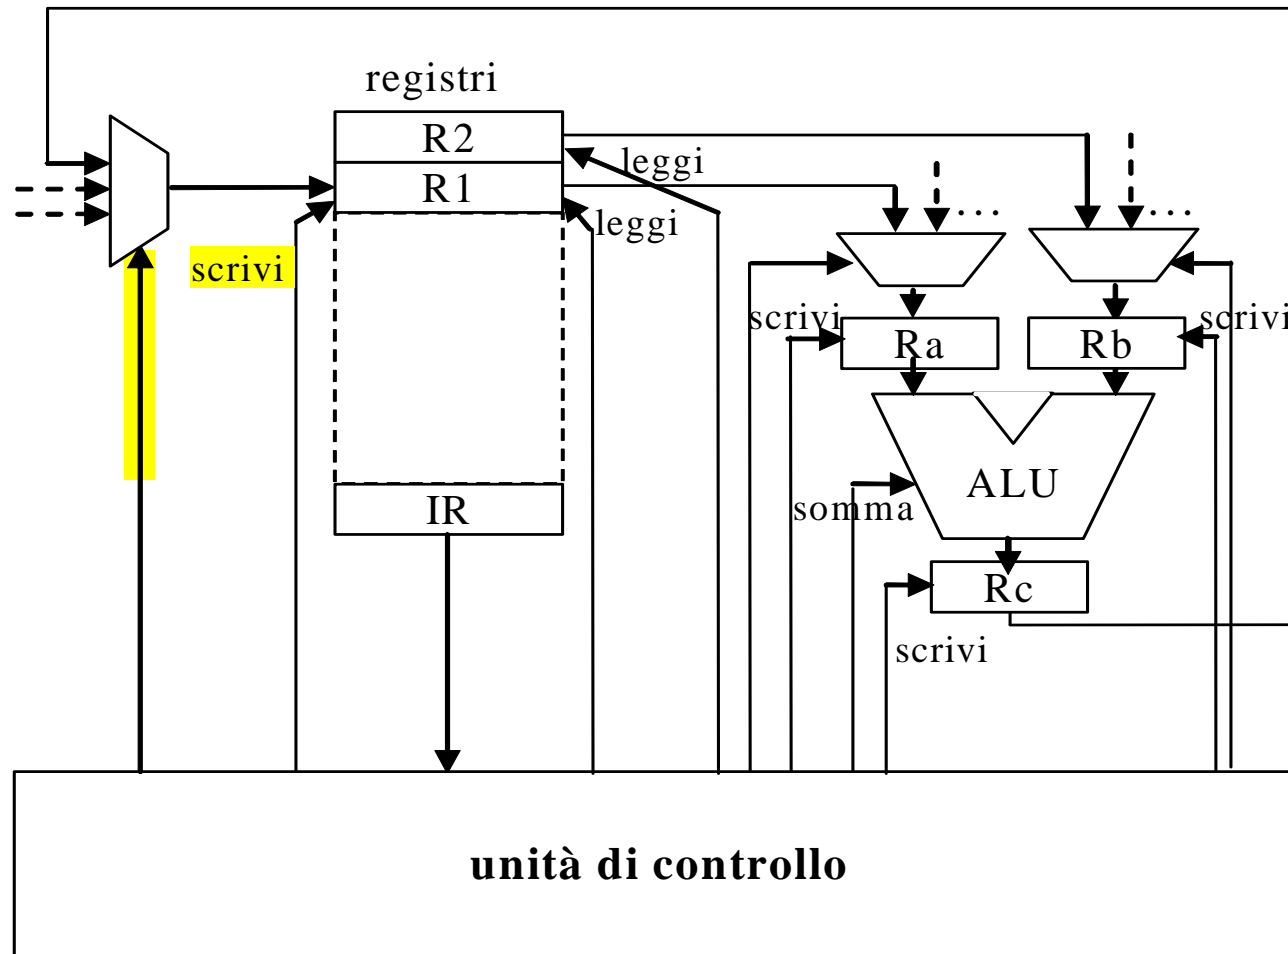 registri
R2
leggi
R1
leggi
...
...
scrivi
scrivi
scrivi
Ra
Rb
ALU
IR
somma
Rc
scrivi
unità di controllo